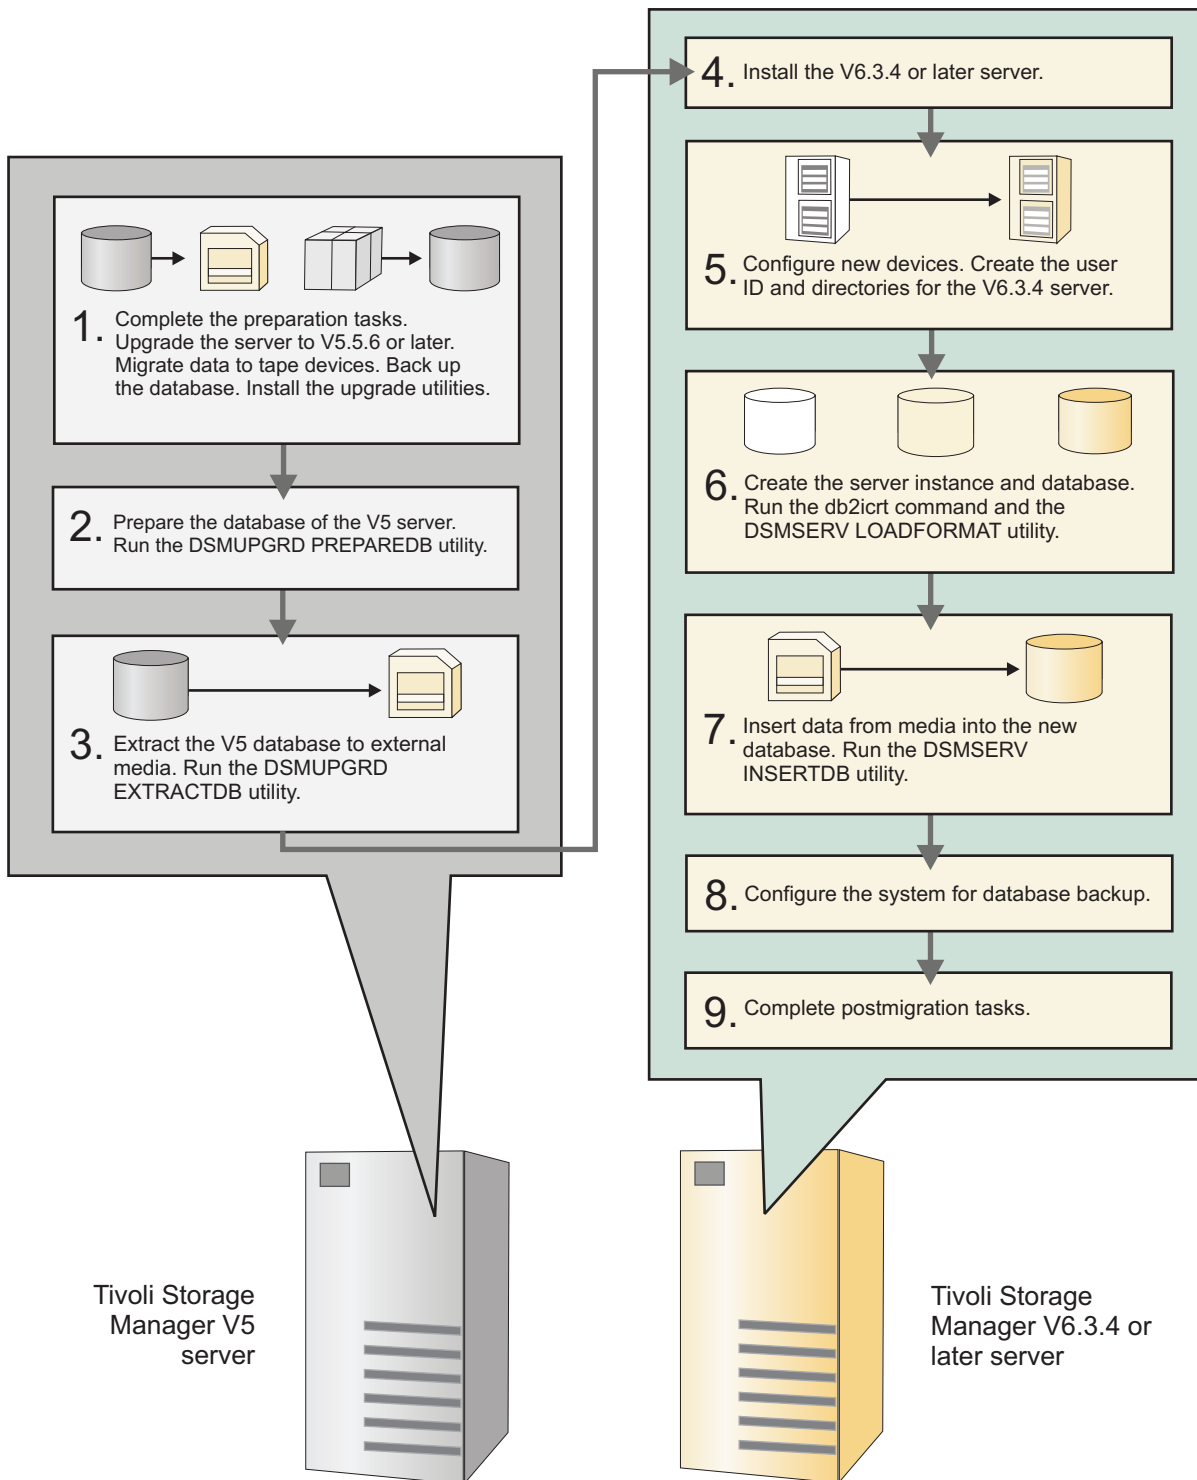 1. Complete the preparation tasks.
Upgrade the server to V5.5.6 or later.
Migrate data to tape devices. Back up
the database. Install the upgrade utilities.
2. Prepare the database of the V5 server.
Run the DSMUPGRD PREPAREDB utility.
3. Extract the V5 database to external
media. Run the DSMUPGRD
EXTRACTDB utility.
4. Install the V6.3.4 or later server.
5. Configure new devices. Create the user
ID and directories for the V6.3.4 server.
6. Create the server instance and database.
Run the db2icrt command and the
DSMSERV LOADFORMAT utility.
7. Insert data from media into the new
database. Run the DSMSERV
INSERTDB utility.
8. Configure the system for database backup.
9. Complete postmigration tasks.
Tivoli Storage
Manager V5
server
Tivoli Storage
Manager V6.3.4 or
later server